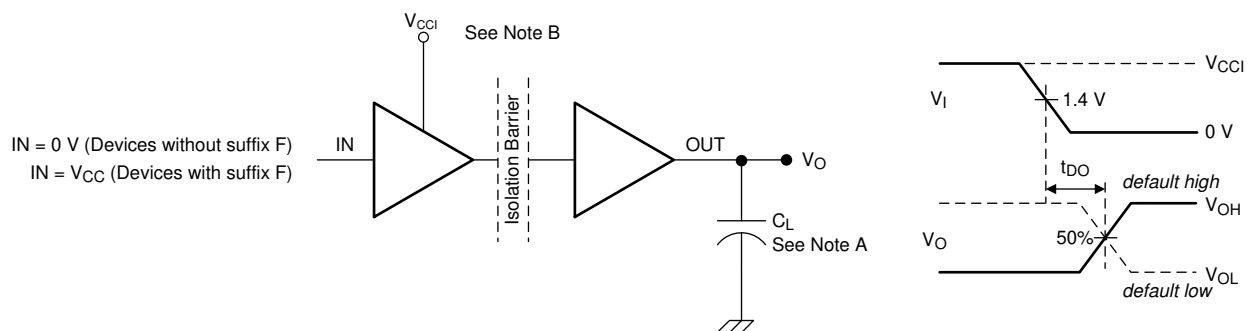 V_CCI
See Note B
IN = 0 V (Devices without suffix F)
IN = V_CC (Devices with suffix F)
IN
Isolation Barrier
OUT
V_O
C_L
See Note A
V_I
V_CCI
1.4 V
0 V
t_DO
default high
V_OH
V_O
50%
V_OL
default low